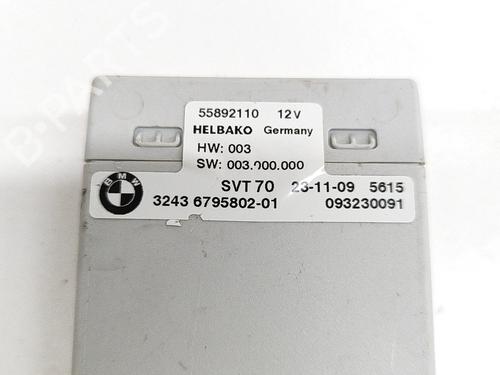 B-PARTS
55892110 12V
HELBAKO Germany
HW: 003
SW: 003.000.000
BMW
SVT 70 23-11-09 5615
3243 6795802-01 093230091